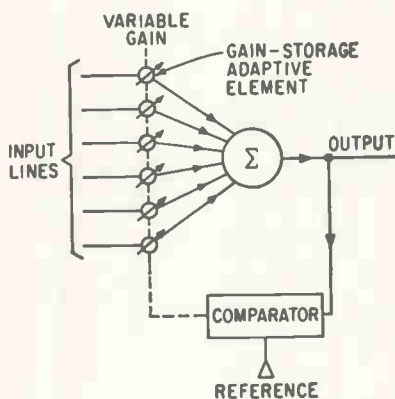 VARIABLE
GAIN
GAIN-STORAGE
ADAPTIVE
ELEMENT
INPUT
LINES
Σ
OUTPUT
COMPARATOR
REFERENCE